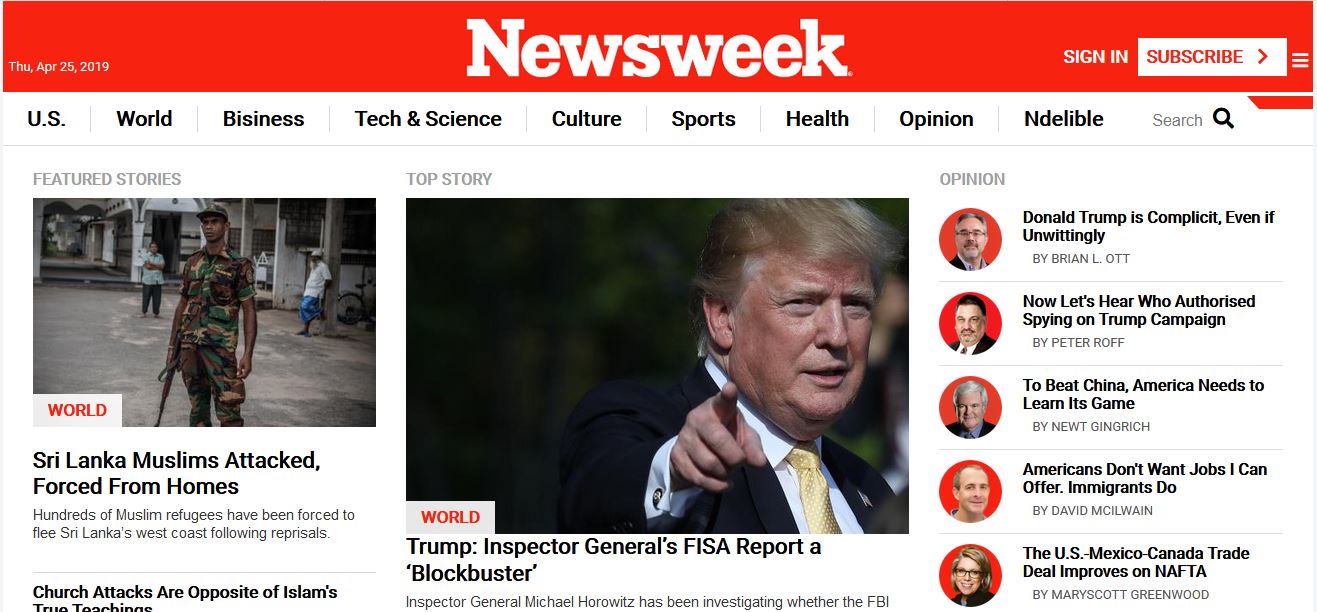 Newsweek
Thu, Apr 25, 2019
SIGN IN
SUBSCRIBE
U.S.
World
Bisiness
Tech & Science
Culture
Sports
Health
Opinion
Ndelible
Search
FEATURED STORIES
WORLD
Sri Lanka Muslims Attacked,
Forced From Homes
Hundreds of Muslim refugees have been forced to
flee Sri Lanka's west coast following reprisals.
Church Attacks Are Opposite of Islam's
True Teachings
TOP STORY
WORLD
Trump: Inspector General’s FISA Report a
‘Blockbuster’
Inspector General Michael Horowitz has been investigating whether the FBI
OPINION
Donald Trump is Complicit, Even if
Unwittingly
BY BRIAN L. OTT
Now Let's Hear Who Authorised
Spying on Trump Campaign
BY PETER ROFF
To Beat China, America Needs to
Learn Its Game
BY NEWT GINGRICH
Americans Don't Want Jobs I Can
Offer. Immigrants Do
BY DAVID MCILWAIN
The U.S.-Mexico-Canada Trade
Deal Improves on NAFTA
BY MARYSCOTT GREENWOOD